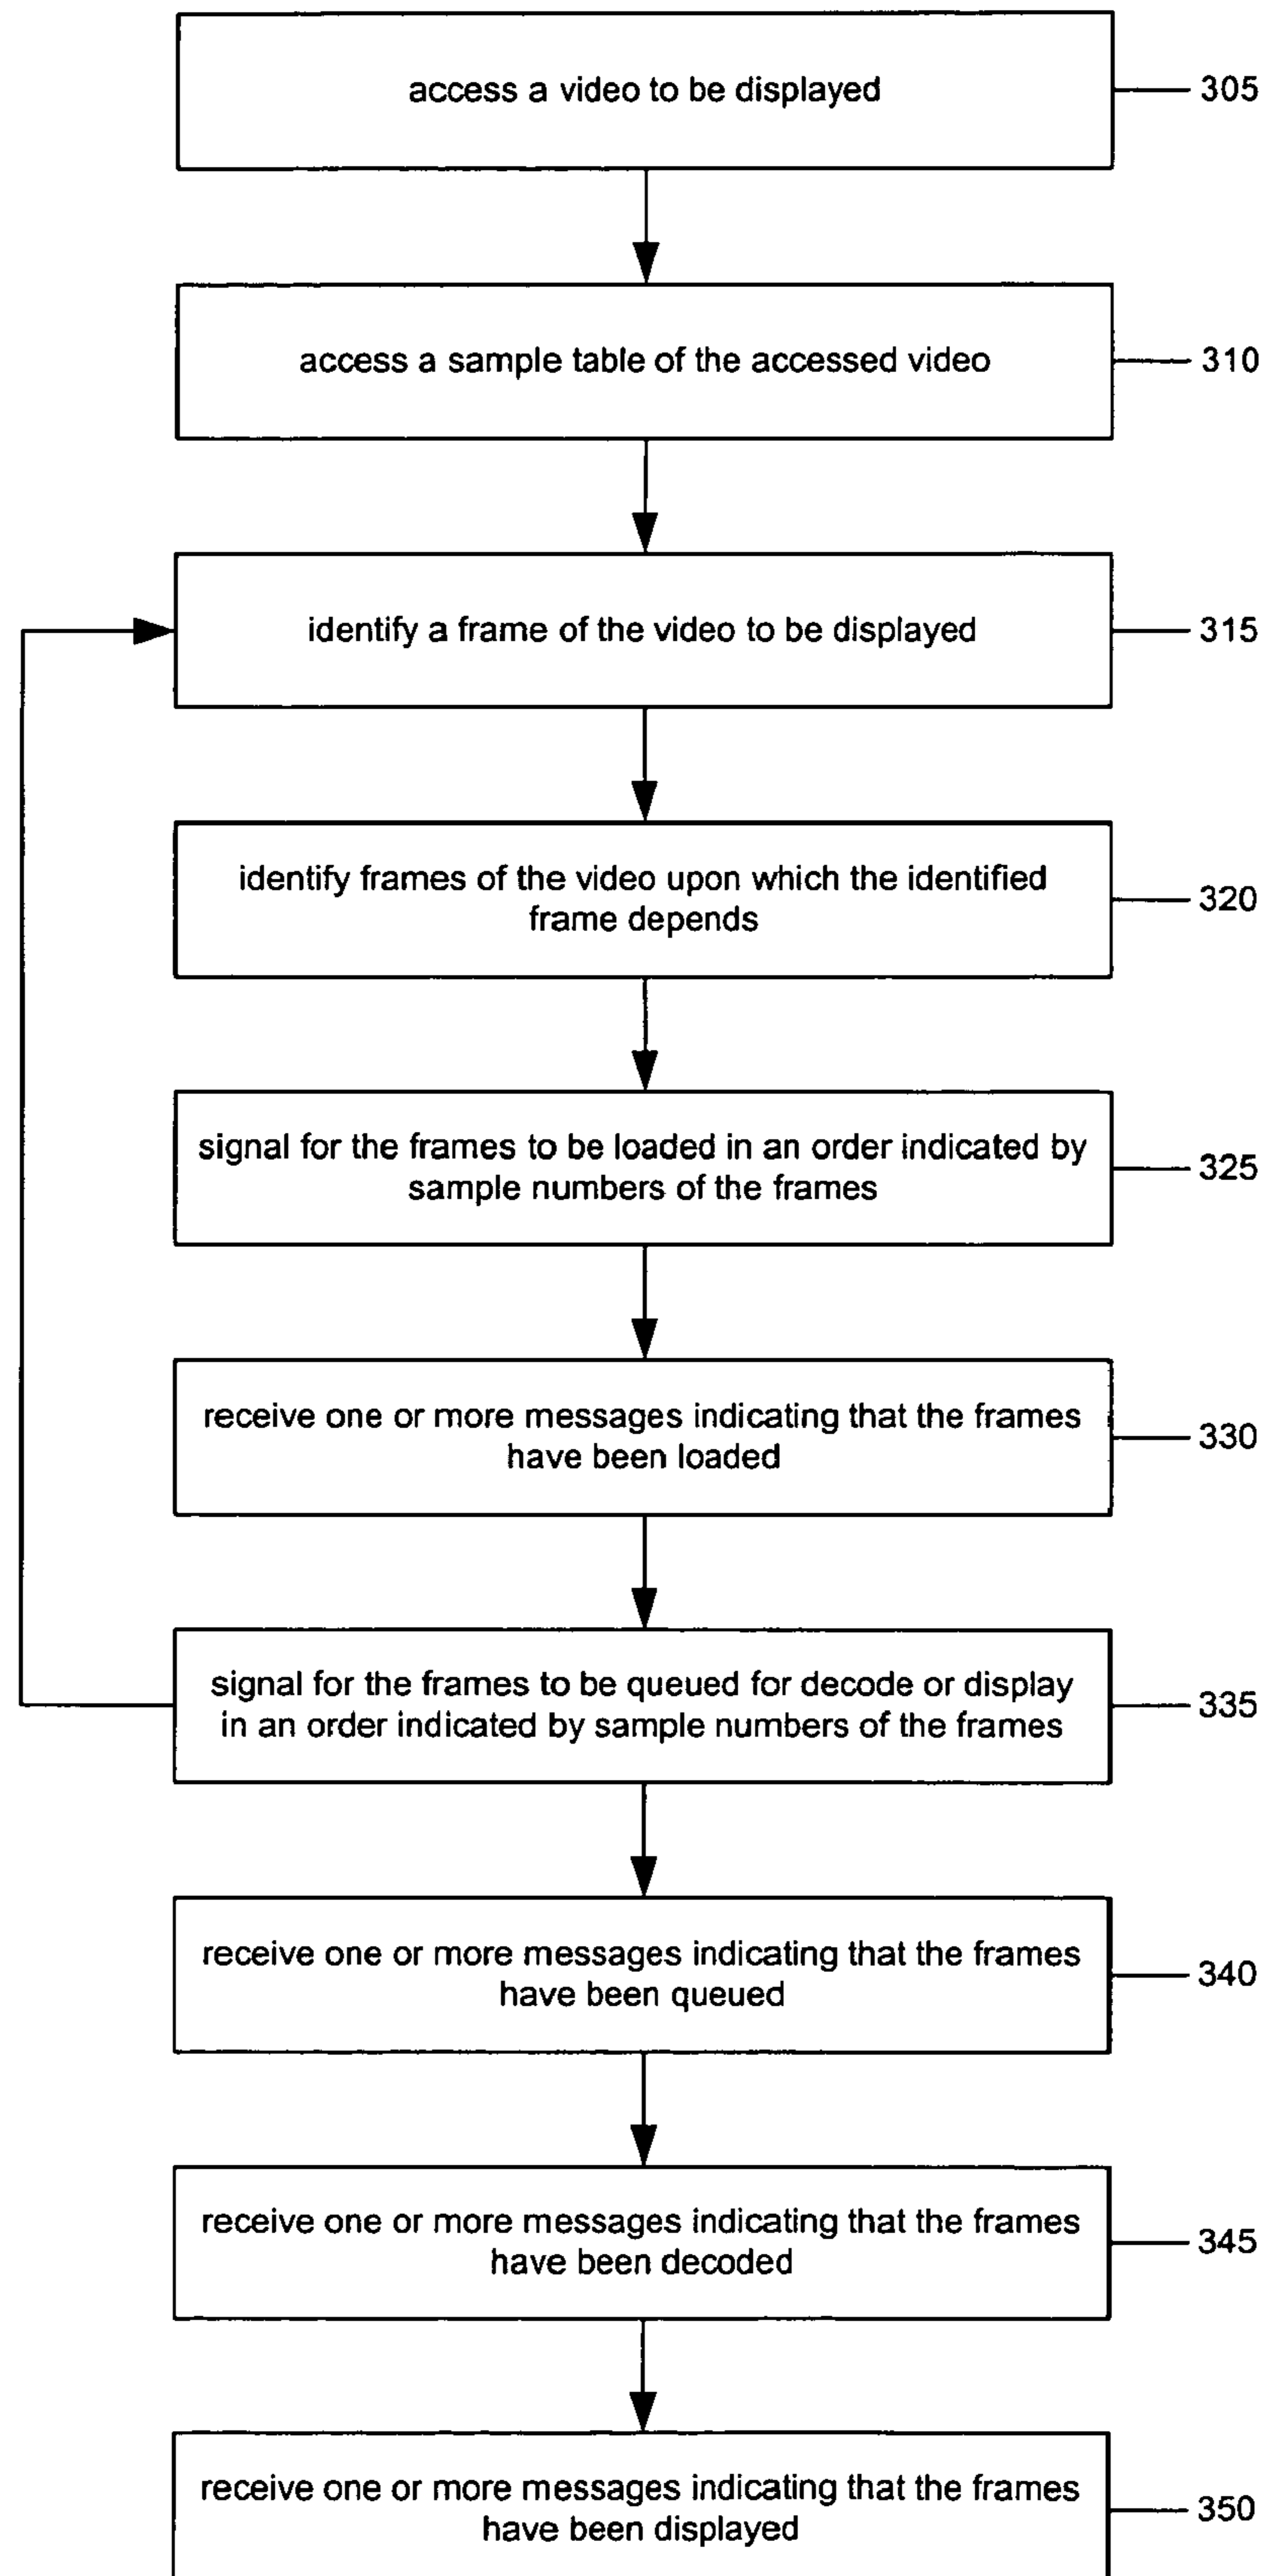 access a video to be displayed
305
access a sample table of the accessed video
310
identify a frame of the video to be displayed
315
identify frames of the video upon which the identified
frame depends
320
signal for the frames to be loaded in an order indicated by
sample numbers of the frames
325
receive one or more messages indicating that the frames
have been loaded
330
signal for the frames to be queued for decode or display
in an order indicated by sample numbers of the frames
335
receive one or more messages indicating that the frames
have been queued
340
receive one or more messages indicating that the frames
have been decoded
345
receive one or more messages indicating that the frames
have been displayed
350